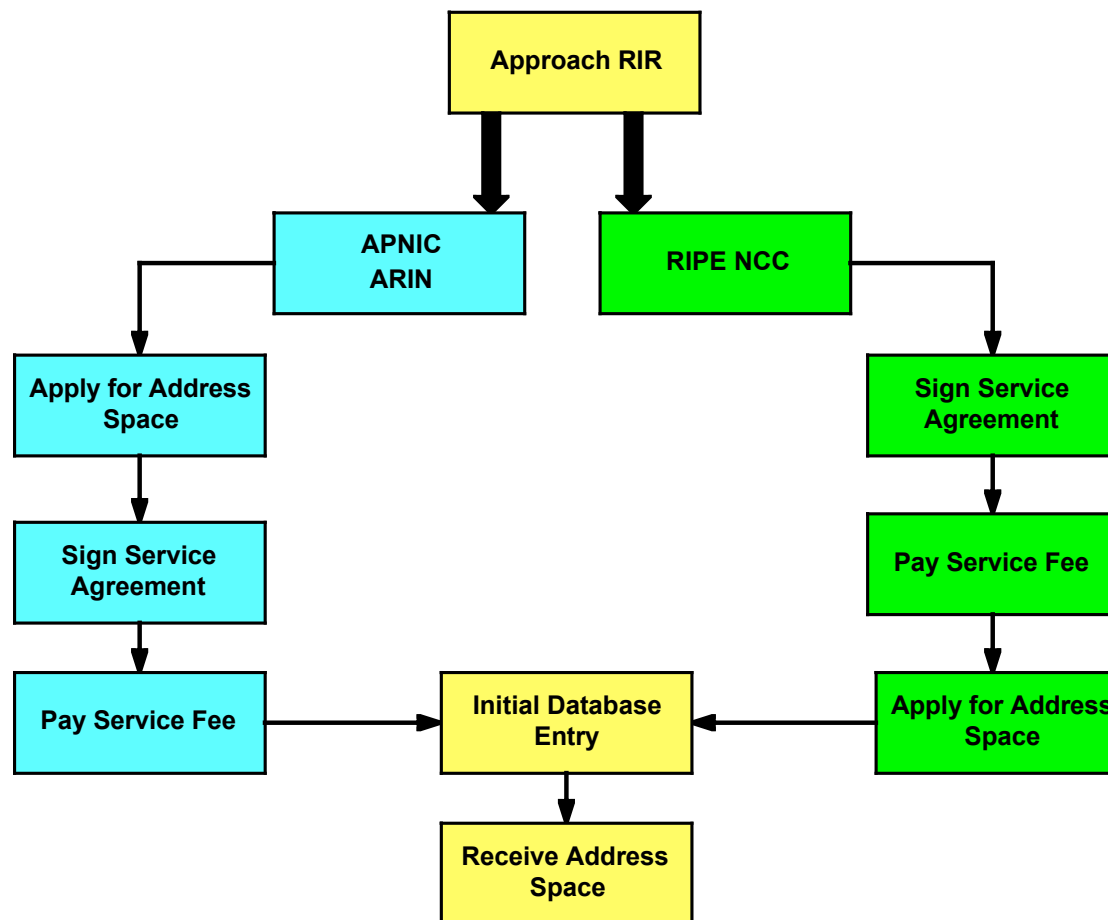 Approach RIR
APNIC
ARIN
RIPE NCC
Apply for Address
Space
Sign Service
Agreement
Sign Service
Agreement
Pay Service Fee
Pay Service Fee
Initial Database
Entry
Apply for Address
Space
Receive Address
Space